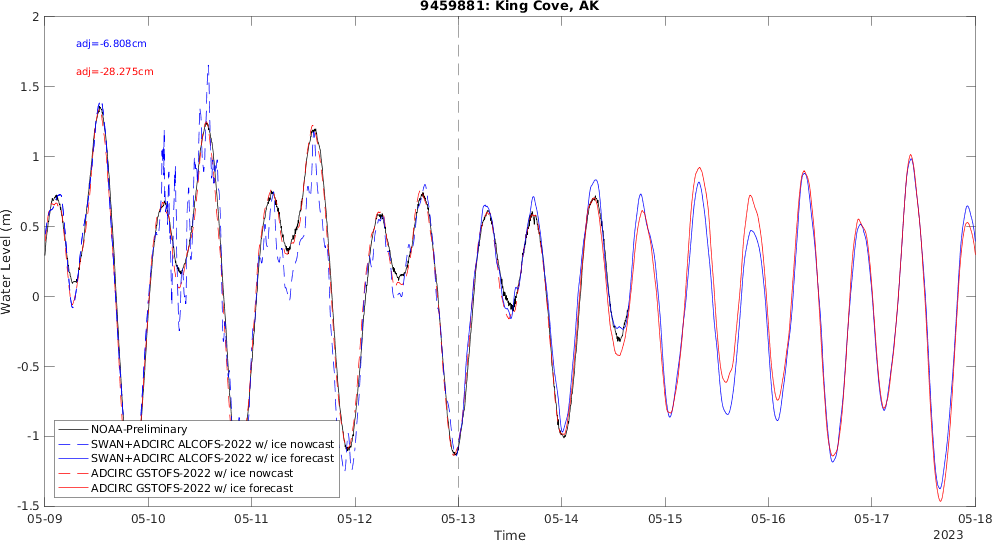 9459881: King Cove, AK
2
adj=-6.808cm
adj=-28.275cm
1.5
1
0.5
0
-0.5
-1
-1.5
Water Level (m)
NOAA-Preliminary
SWAN+ADCIRC ALCOFS-2022 w/ ice nowcast
SWAN+ADCIRC ALCOFS-2022 w/ ice forecast
ADCIRC GSTOFS-2022 w/ ice nowcast
ADCIRC GSTOFS-2022 w/ ice forecast
05-09 05-10 05-11 05-12 05-13 05-14 05-15 05-16 05-17 05-18
Time
2023